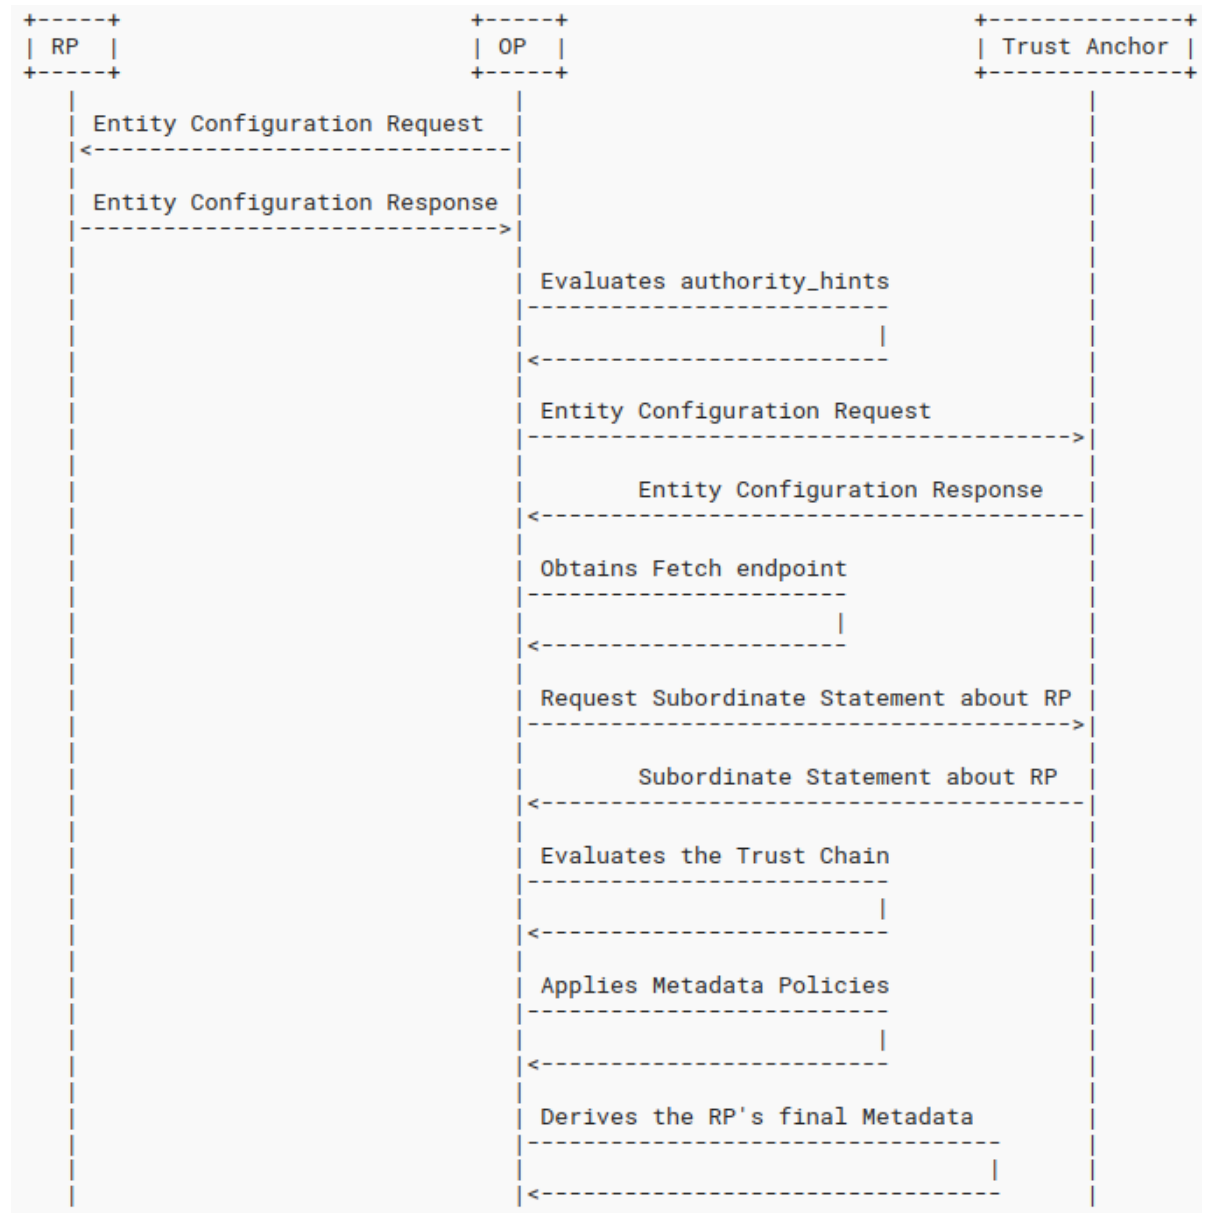 RP OP Trust Anchor
Entity Configuration Request
Entity Configuration Response
Evaluates authority_hints
Entity Configuration Request
Entity Configuration Response
Obtains Fetch endpoint
Request Subordinate Statement about RP
Subordinate Statement about RP
Evaluates the Trust Chain
Applies Metadata Policies
Derives the RP's final Metadata